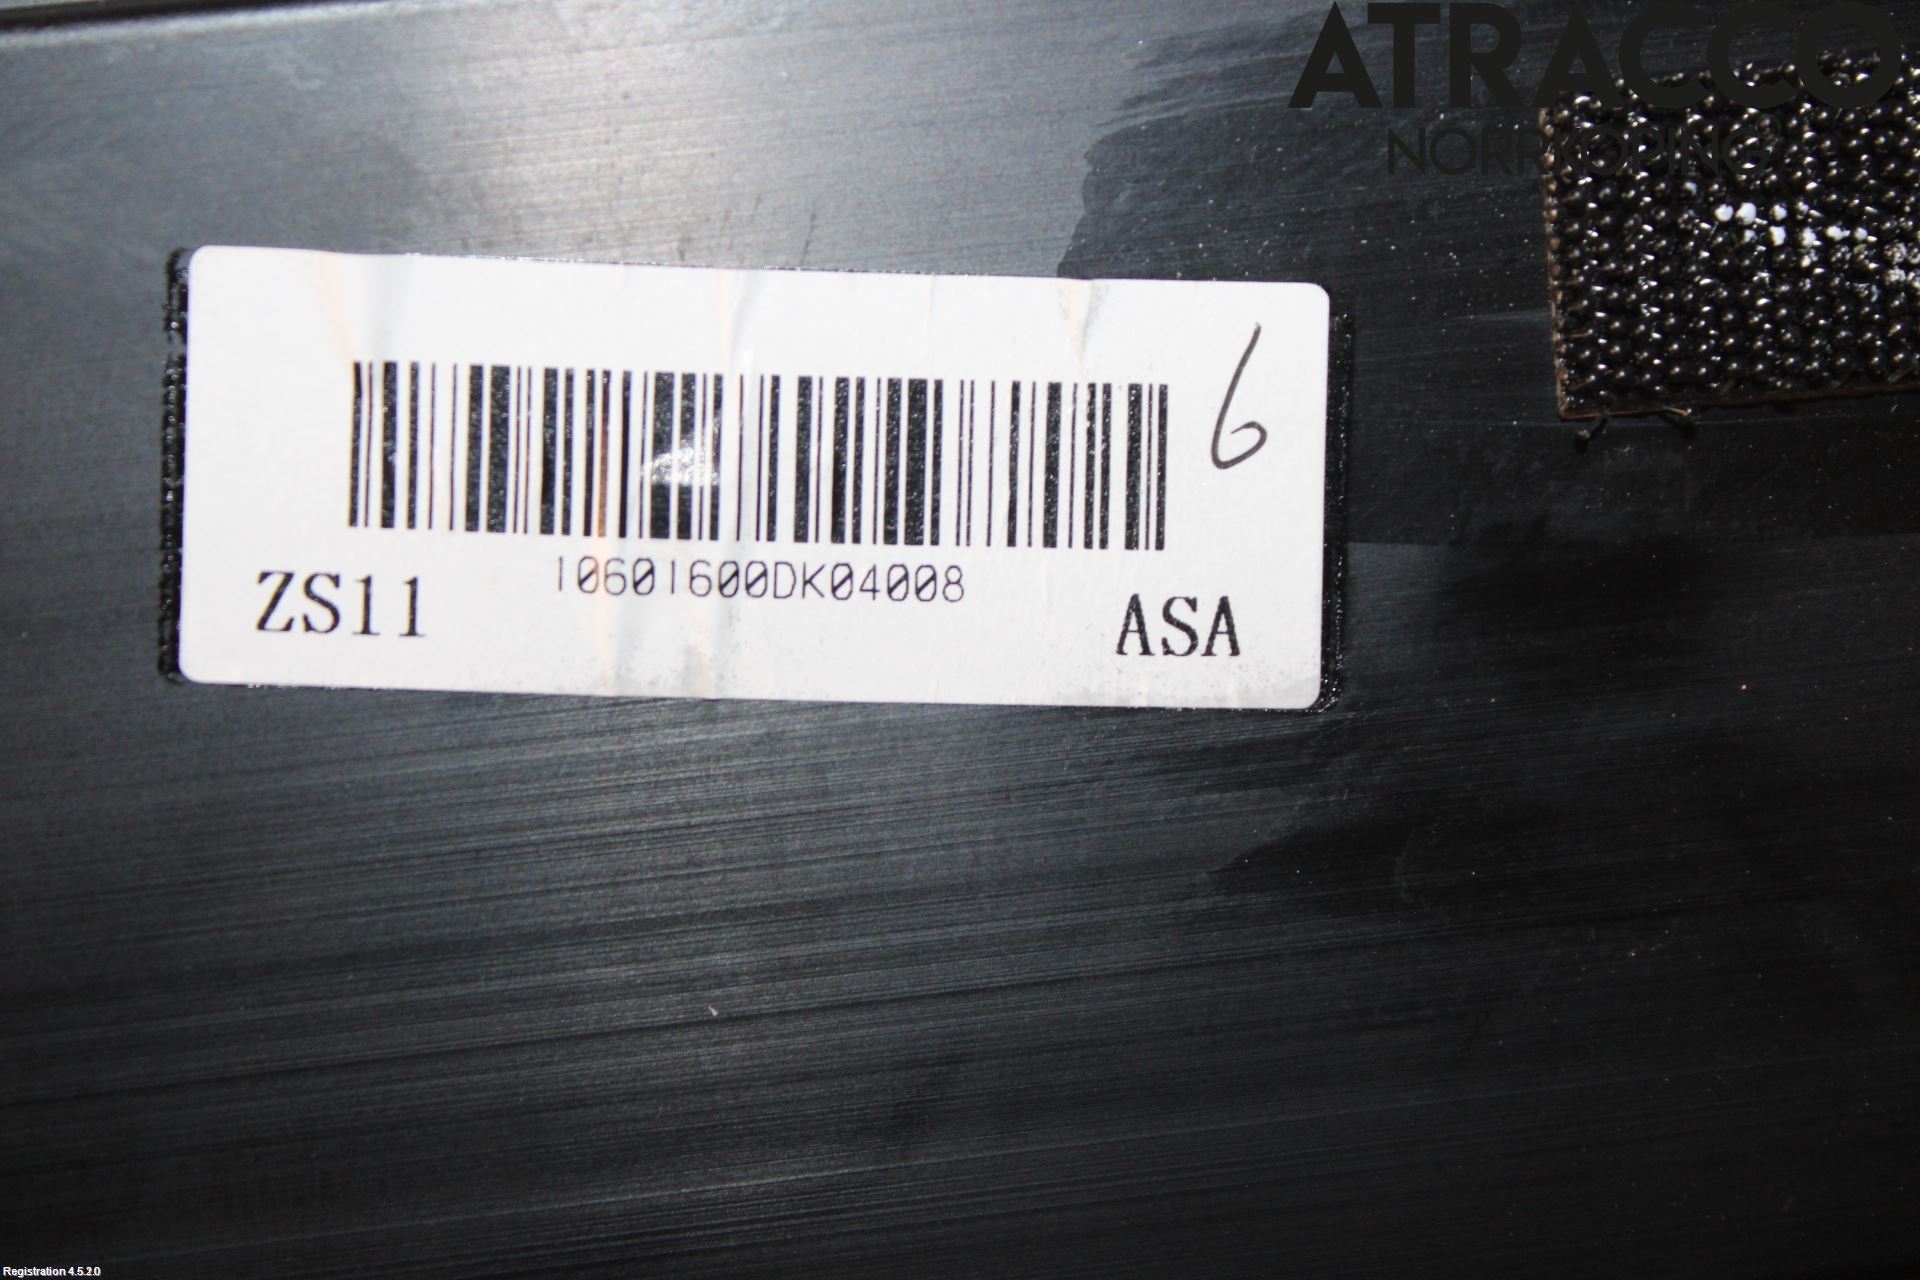 ATRACCO
NORRKÖPING
6
10601600DK04008
ZS11
ASA
Registration 4.5.2.0